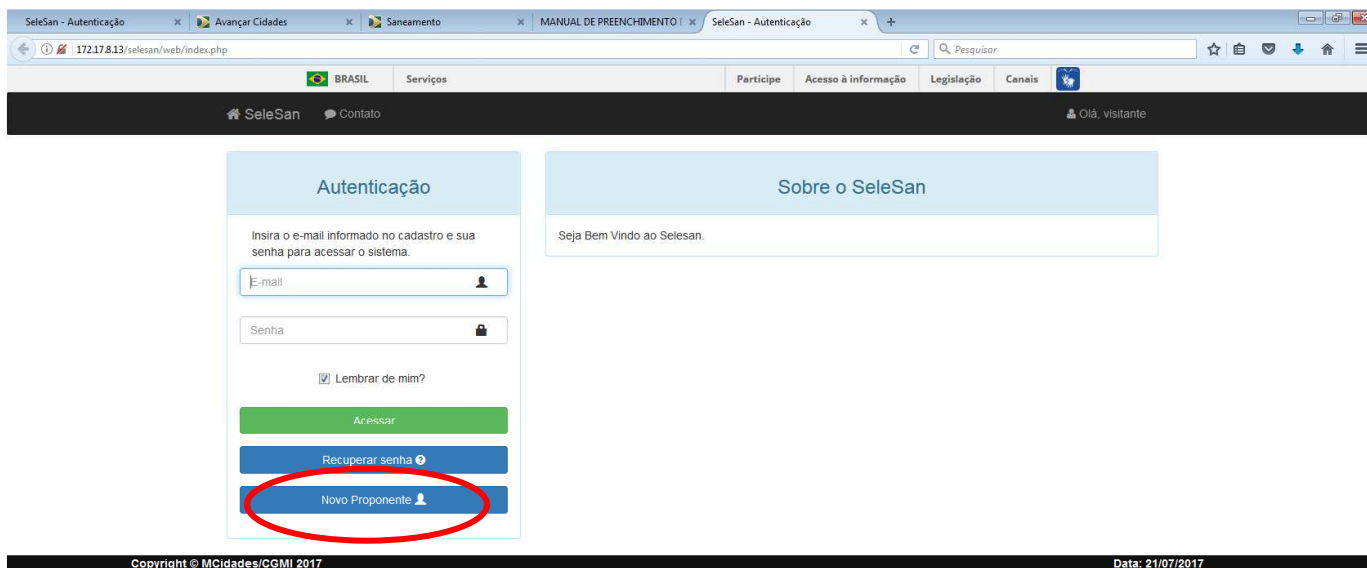 SeleSan - Autenticação
Avançar Cidades
Saneamento
MANUAL DE PREENCHIMENTO
SeleSan - Autenticação
172.17.8.13/selesan/web/index.php
Pesquisar
BRASIL Serviços Participe Acesso à informação Legislação Canais
SeleSan Contato Olá, visitante
Autenticação
Insira o e-mail informado no cadastro e sua
senha para acessar o sistema.
E-mail
Senha
Lembrar de mim?
Acessar
Recuperar senha
Novo Proponente
Sobre o SeleSan
Seja Bem Vindo ao Selesan.
Copyright © MCidades/CGMI 2017 Data: 21/07/2017